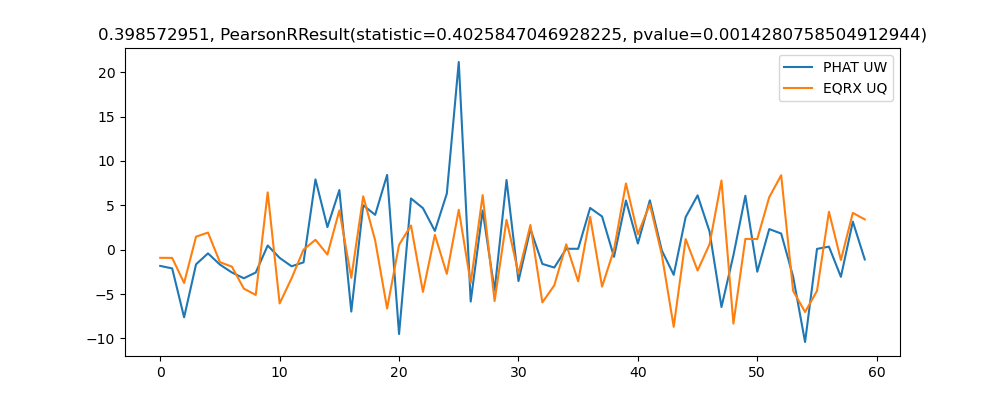 0.398572951, PearsonRResult(statistic=0.4025847046928225, pvalue=0.0014280758504912944)
PHAT UW
EQRX UQ
20
15
10
5
0
−5
−10
0 10 20 30 40 50 60